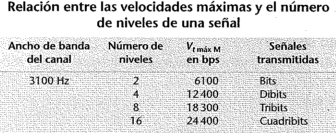 Relación entre las velocidades máximas y el número
de niveles de una señal
Ancho de banda del canal Número de niveles Vt máx M en bps Señales transmitidas
3100 Hz 2 6100 Bits
4 12 400 Dibits
8 18 300 Tribits
16 24 400 Cuadribits